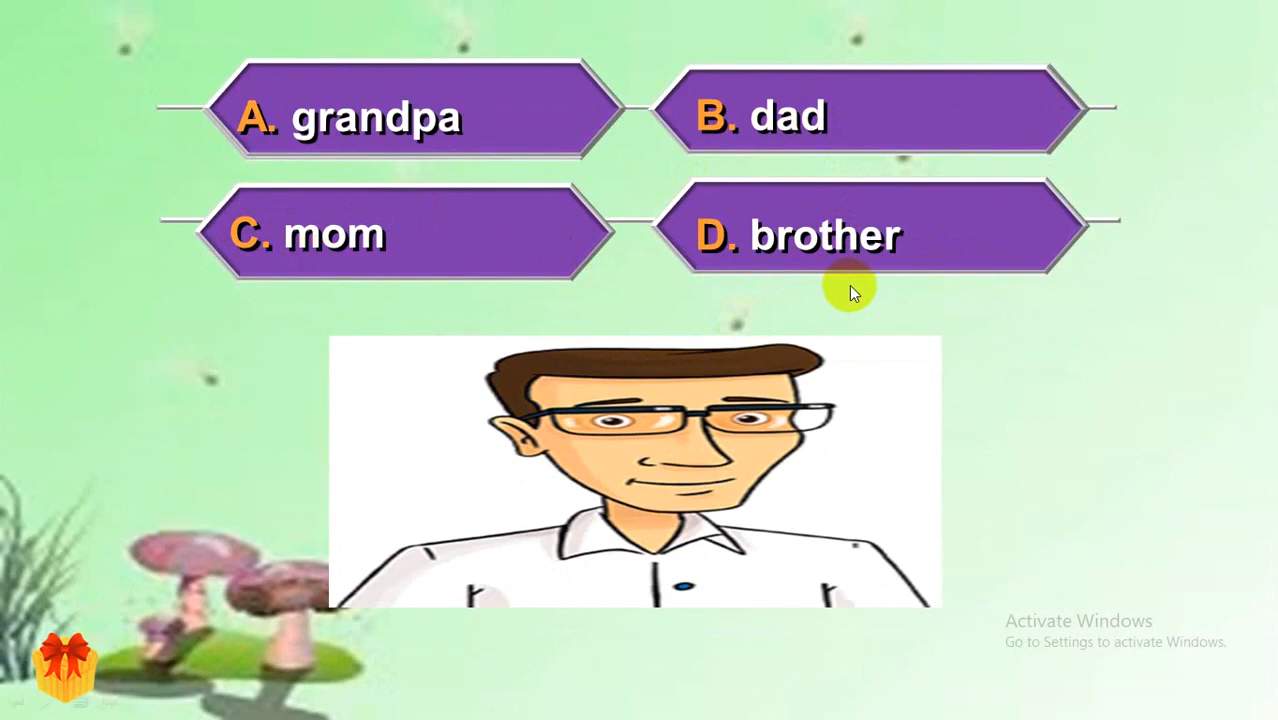 A. grandpa
B. dad
C. mom
D. brother
Activate Windows
Go to Settings to activate Windows.